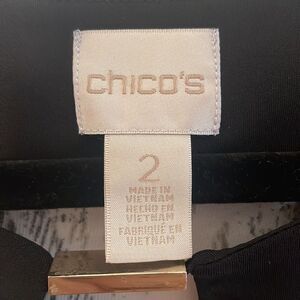 chico's
2
MADE IN
VIETNAM
HECHO EN
VIETNAM
FABRIQUÉ EN
VIETNAM